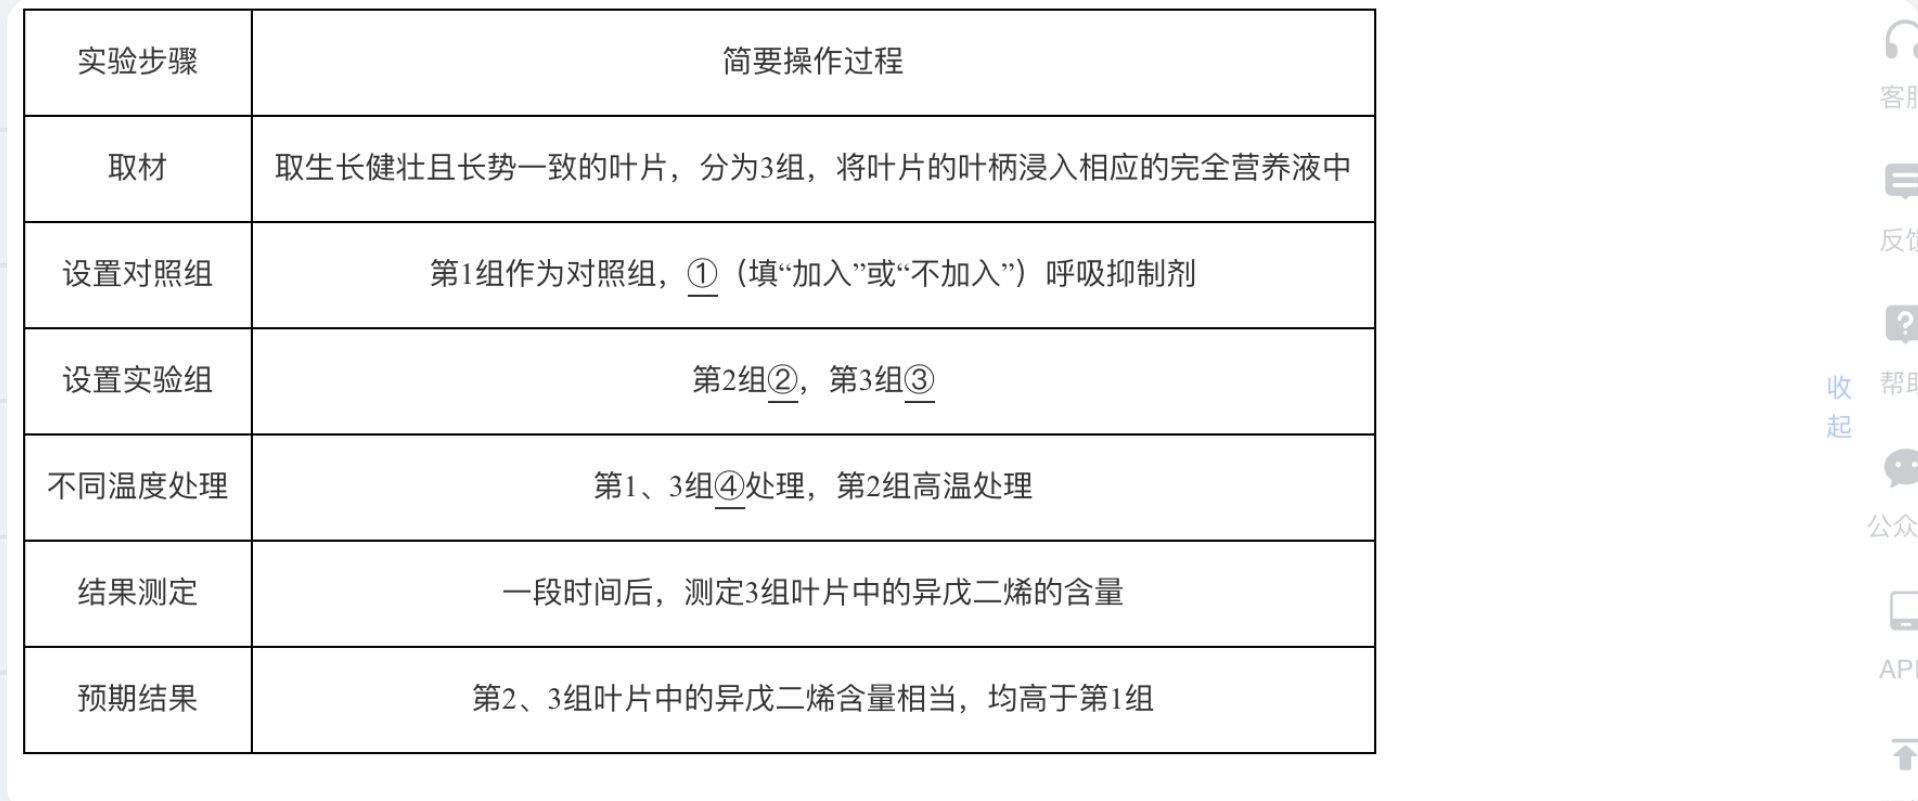 实验步骤 简要操作过程
取材 取生长健壮且长势一致的叶片，分为3组，将叶片的叶柄浸入相应的完全营养液中
设置对照组 第1组作为对照组，①（填“加入”或“不加入”）呼吸抑制剂
设置实验组 第2组②，第3组③
不同温度处理 第1、3组④处理，第2组高温处理
结果测定 一段时间后，测定3组叶片中的异戊二烯的含量
预期结果 第2、3组叶片中的异戊二烯含量相当，均高于第1组
收
起
客服
反馈
?
帮助
公众
APP